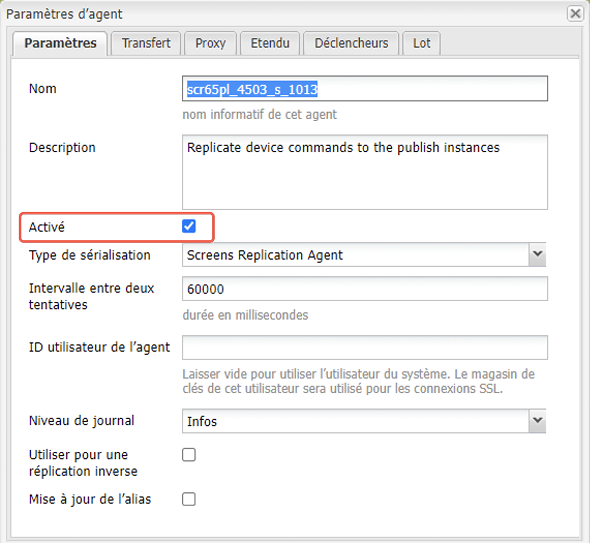 Paramètres d’agent
Paramètres Transfert Proxy Etendu Déclencheurs Lot
Nom scr65pl_4503_s_1013
nom informatif de cet agent
Description Replicate device commands to the publish instances
Activé
Type de sérialisation Screens Replication Agent
Intervalle entre deux tentatives 60000
durée en millisecondes
ID utilisateur de l’agent
Laisser vide pour utiliser l’utilisateur du système. Le magasin de
clés de cet utilisateur sera utilisé pour les connexions SSL.
Niveau de journal Infos
Utiliser pour une
réplication inverse
Mise à jour de l’alias